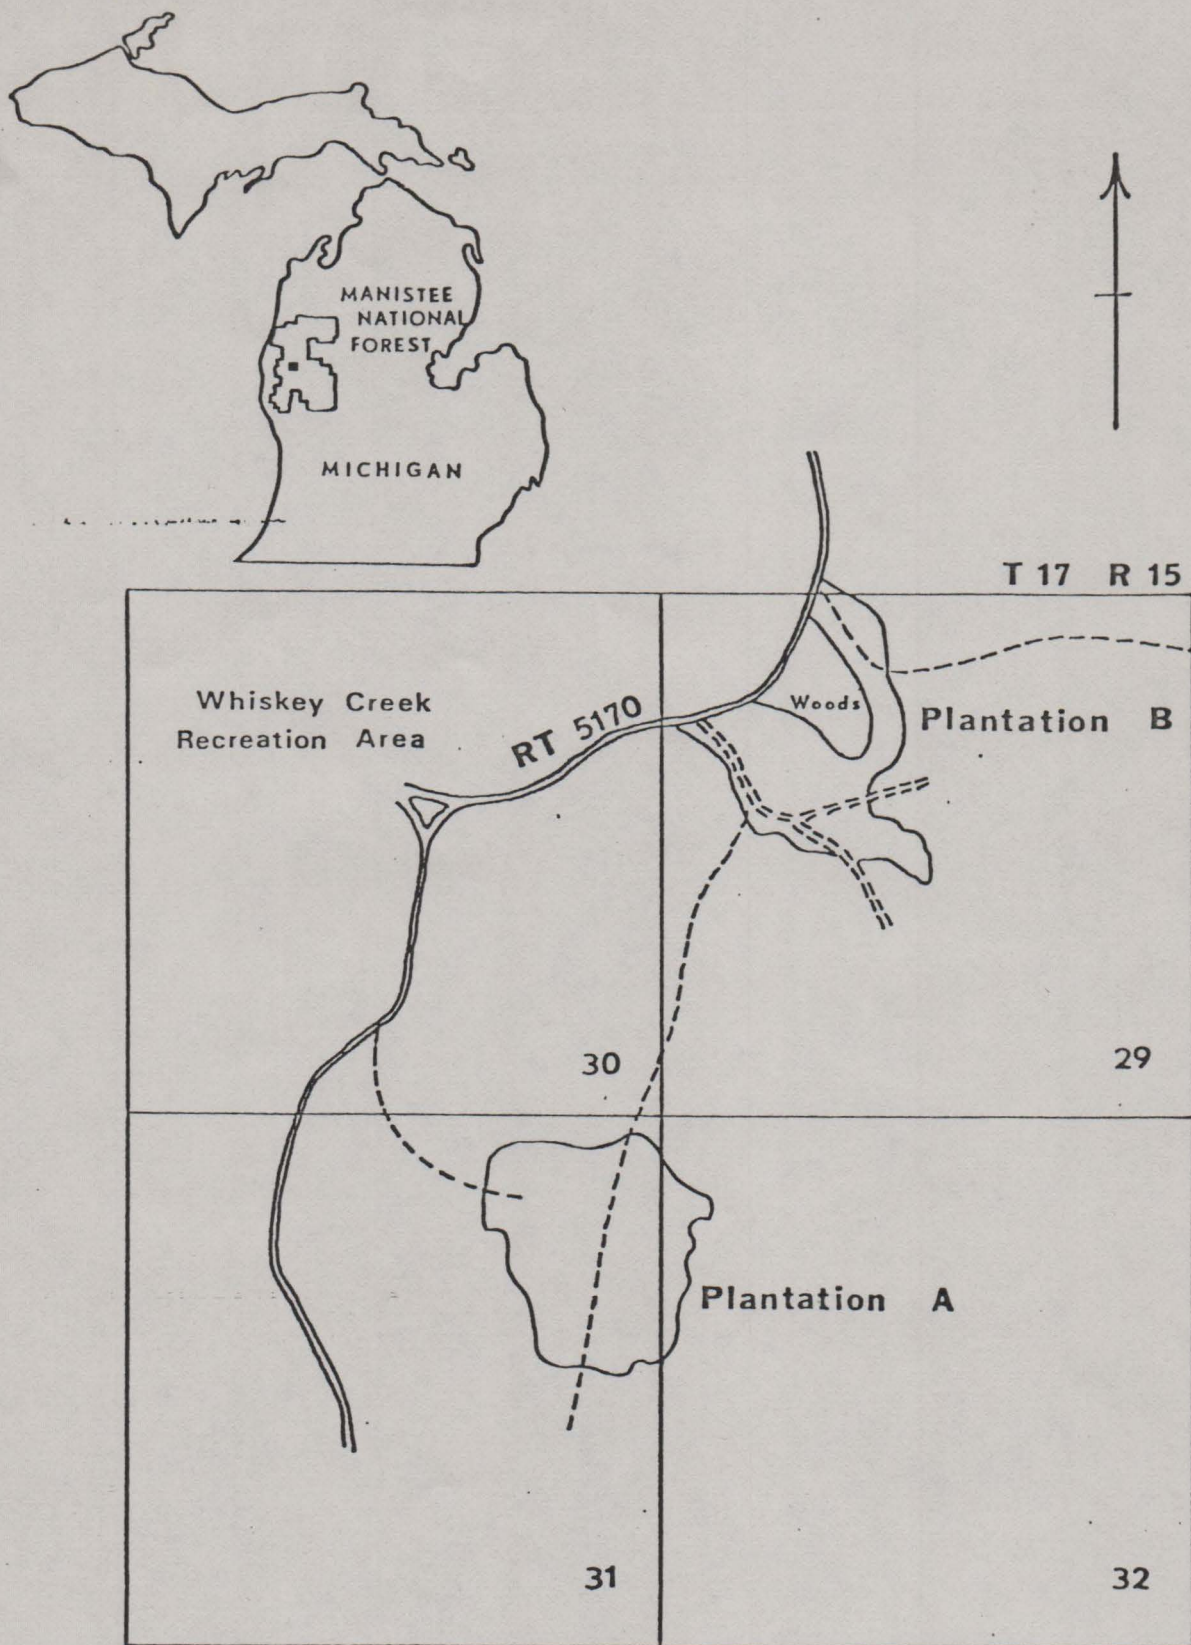 MANISTEE
NATIONAL
FOREST
MICHIGAN
T 17 R 15
Whiskey Creek
Recreation Area
RT 5170
Woods
Plantation B
30
29
Plantation A
31
32